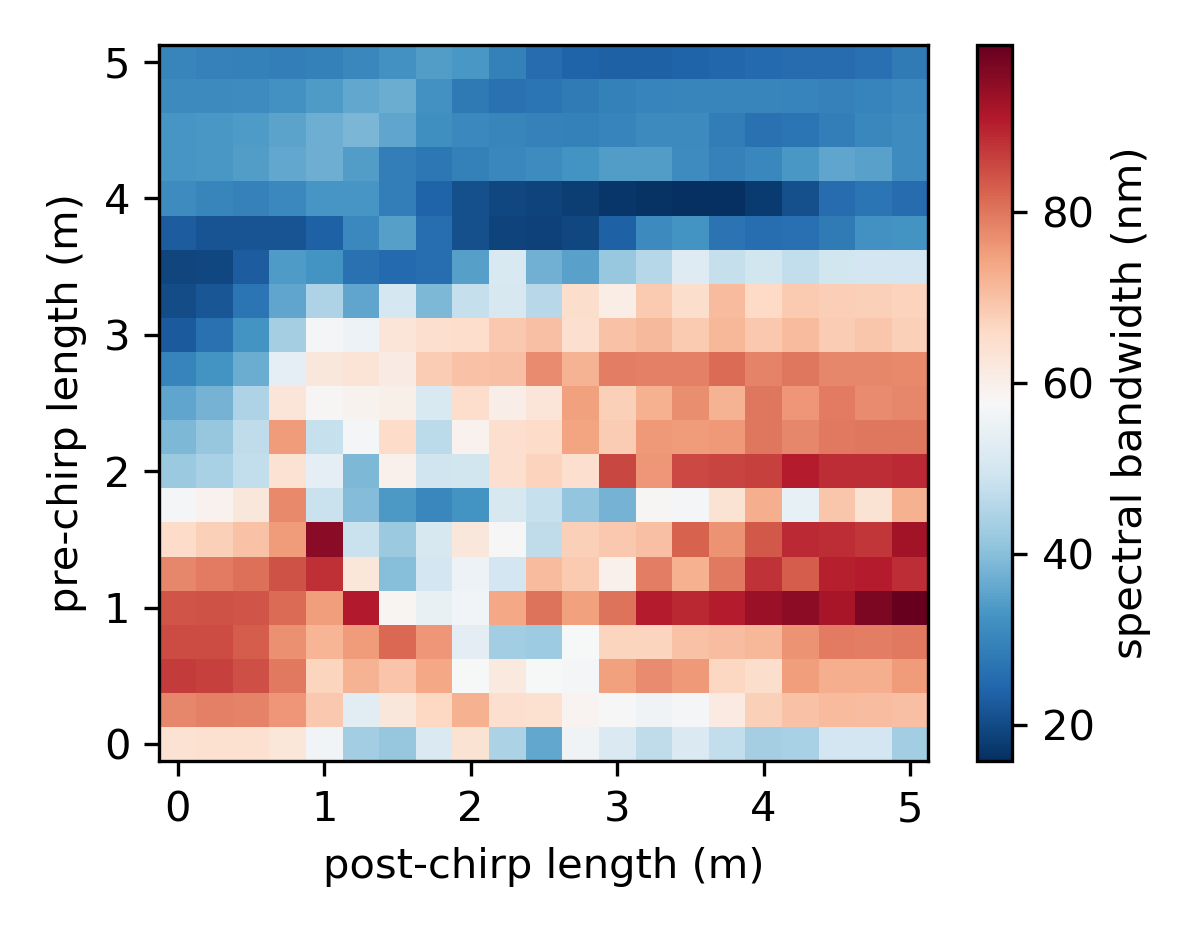 5
4
3
2
1
0
pre-chirp length (m)
0 1 2 3 4 5
post-chirp length (m)
80
60
40
20
spectral bandwidth (nm)